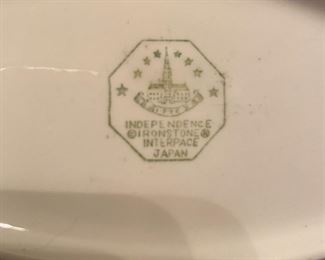 INDEPENDENCE
© IRONSTONE ®
INTERPACE
JAPAN